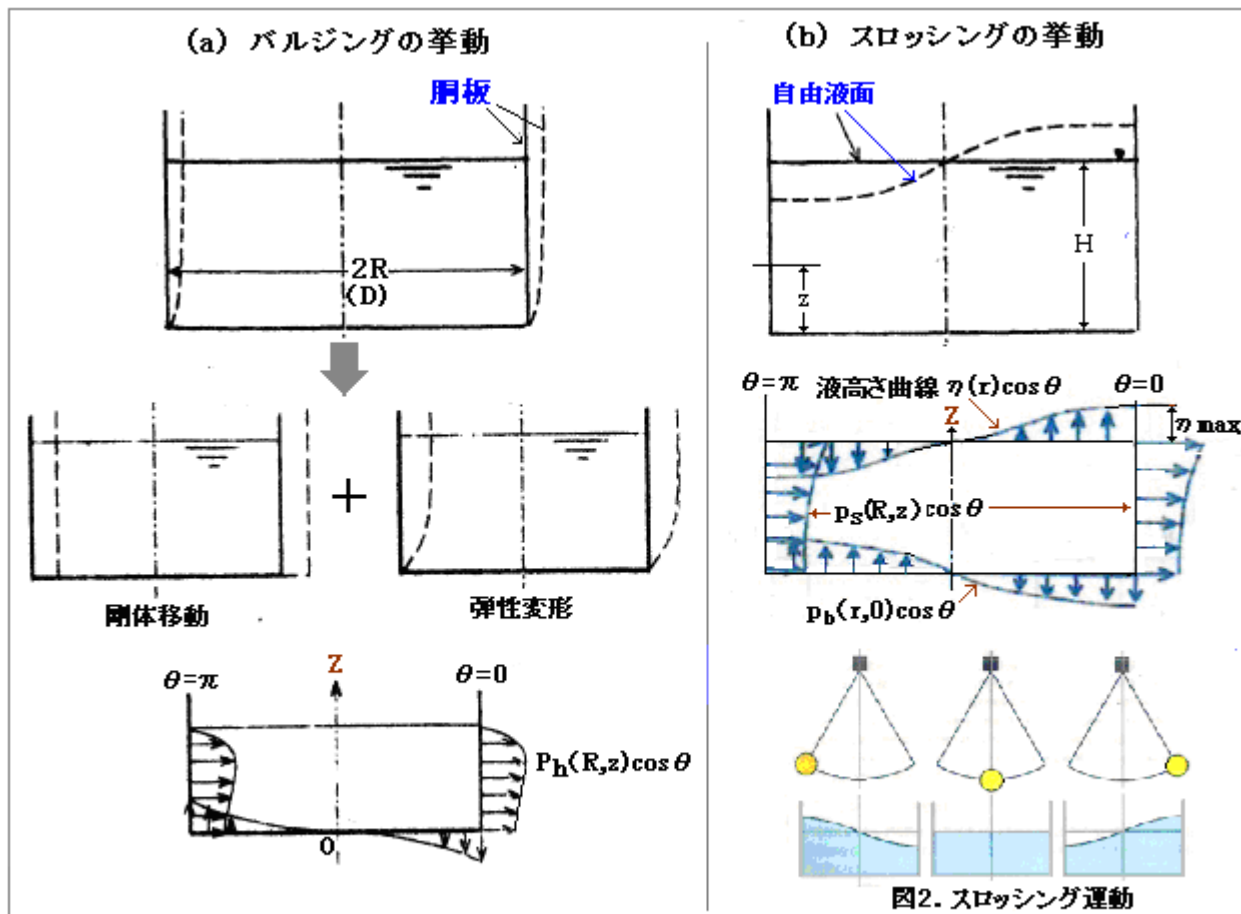 (a) バルジングの挙動
胴板
2R
(D)
剛体移動
+
弾性変形
θ=π
Z
θ=0
Ph(R,z)cosθ
0
(b) スロッシングの挙動
自由液面
H
z
θ=π
液高さ曲線 η(r)cosθ
θ=0
Z
ηmax
ps(R,z)cosθ
pb(r,0)cosθ
図2. スロッシング運動